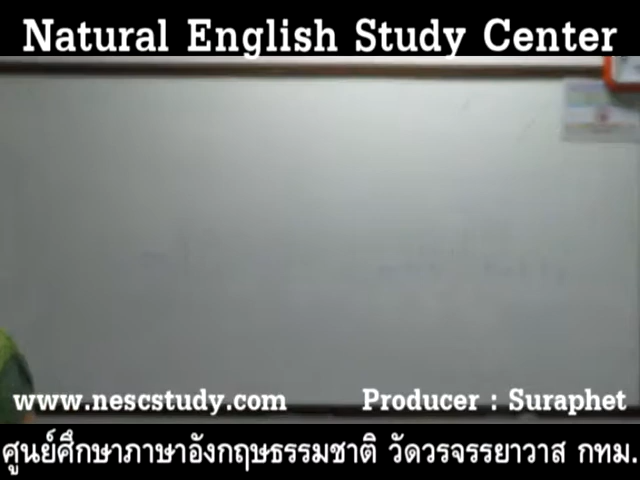 Natural English Study Center
www.nescstudy.com Producer : Suraphet
ศูนย์ศึกษาภาษาอังกฤษธรรมชาติ วัดวรจรรยาวาส กทม.